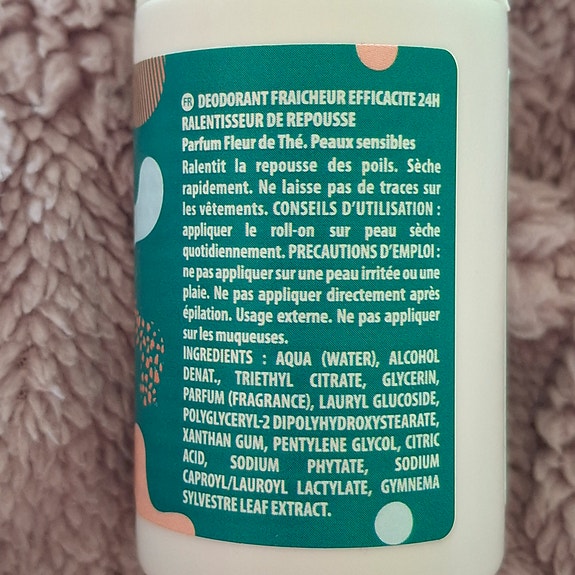 FR DEODORANT FRAICHEUR EFFICACITE 24H
RALENTISSEUR DE REPOUSSE
Parfum Fleur de Thé. Peaux sensibles
Ralentit la repousse des poils. Sèche
rapidement. Ne laisse pas de traces sur
les vêtements. CONSEILS D'UTILISATION :
appliquer le roll-on sur peau sèche
quotidiennement. PRECAUTIONS D'EMPLOI :
ne pas appliquer sur une peau irritée ou une
plaie. Ne pas appliquer directement après
épilation. Usage externe. Ne pas appliquer
sur les muqueuses.
INGREDIENTS : AQUA (WATER), ALCOHOL
DENAT., TRIETHYL CITRATE, GLYCERIN,
PARFUM (FRAGRANCE), LAURYL GLUCOSIDE,
POLYGLYCERYL-2 DIPOLYHYDROXYSTEARATE,
XANTHAN GUM, PENTYLENE GLYCOL, CITRIC
ACID, SODIUM PHYTATE, SODIUM
CAPROYL/LAUROYL LACTYLATE, GYMNEMA
SYLVESTRE LEAF EXTRACT.